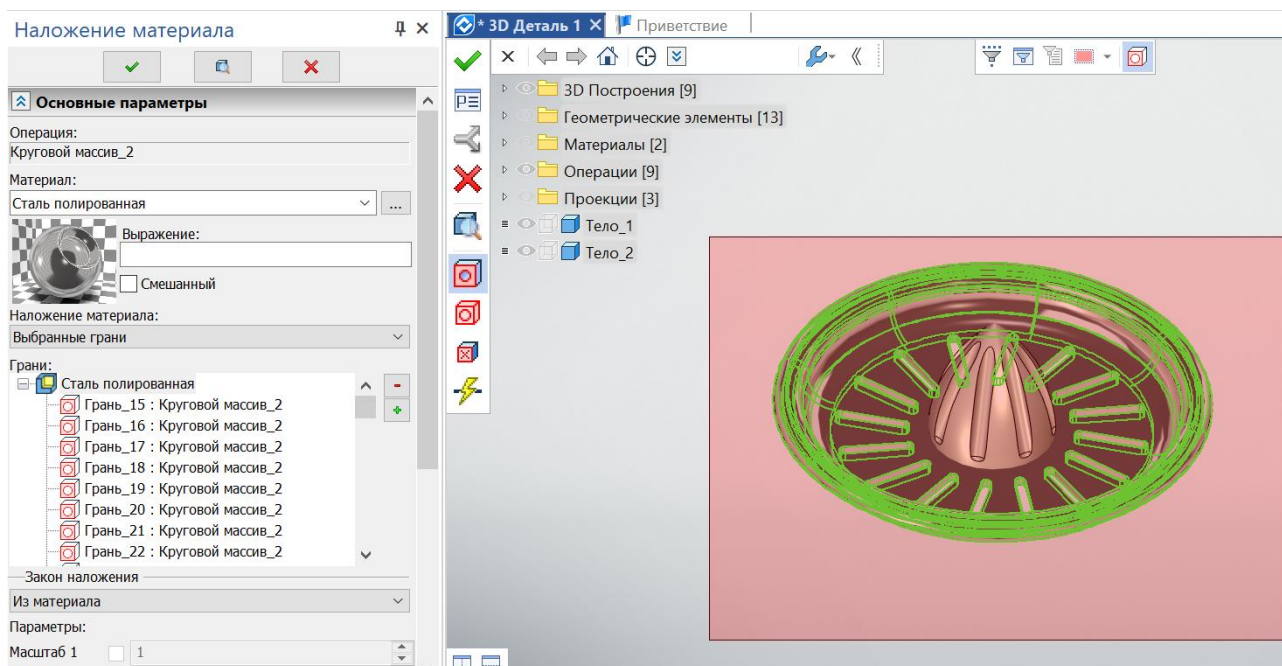 Наложение материала
Основные параметры
Операция:
Круговой массив_2
Материал:
Сталь полированная
...
Выражение:
Смешанный
Наложение материала:
Выбранные грани
Грани:
Сталь полированная
Грань_15 : Круговой массив_2
Грань_16 : Круговой массив_2
Грань_17 : Круговой массив_2
Грань_18 : Круговой массив_2
Грань_19 : Круговой массив_2
Грань_20 : Круговой массив_2
Грань_21 : Круговой массив_2
Грань_22 : Круговой массив_2
Закон наложения
Из материала
Параметры:
Масштаб 1 1
* 3D Деталь 1 Приветствие
3D Построения [9]
Геометрические элементы [13]
Материалы [2]
Операции [9]
Проекции [3]
Тело_1
Тело_2